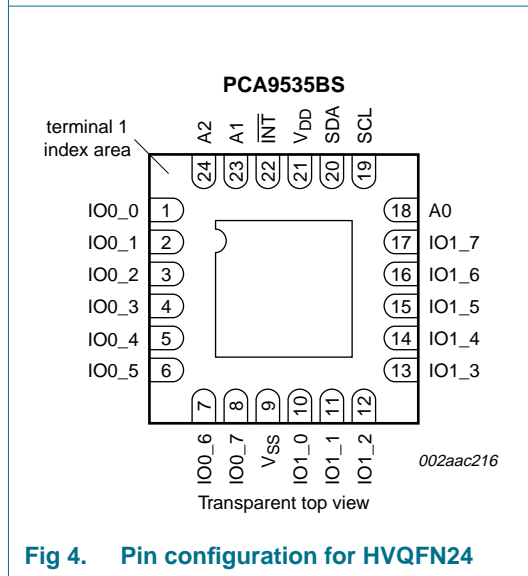 PCA9535BS
terminal 1
index area
A2
A1
INT
VDD
SDA
SCL
24
23
22
21
20
19
IO0_0 1
IO0_1 2
IO0_2 3
IO0_3 4
IO0_4 5
IO0_5 6
18 A0
17 IO1_7
16 IO1_6
15 IO1_5
14 IO1_4
13 IO1_3
7
8
9
10
11
12
IO0_6
IO0_7
VSS
IO1_0
IO1_1
IO1_2
002aac216
Transparent top view
Fig 4. Pin configuration for HVQFN24